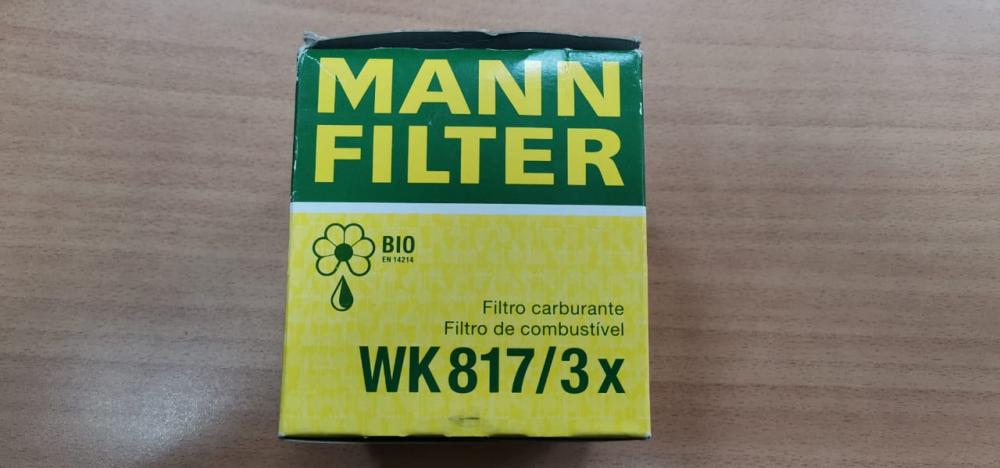 MANN
FILTER
BIO
EN 14214
Filtro carburante
Filtro de combustível
WK 817/3 x